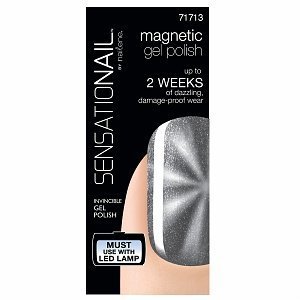 71713
magnetic
gel polish
up to
2 WEEKS
of dazzling,
damage-proof wear
SENSATIONAIL
BY nailene
INVINCIBLE
GEL
POLISH
MUST
USE WITH
LED LAMP